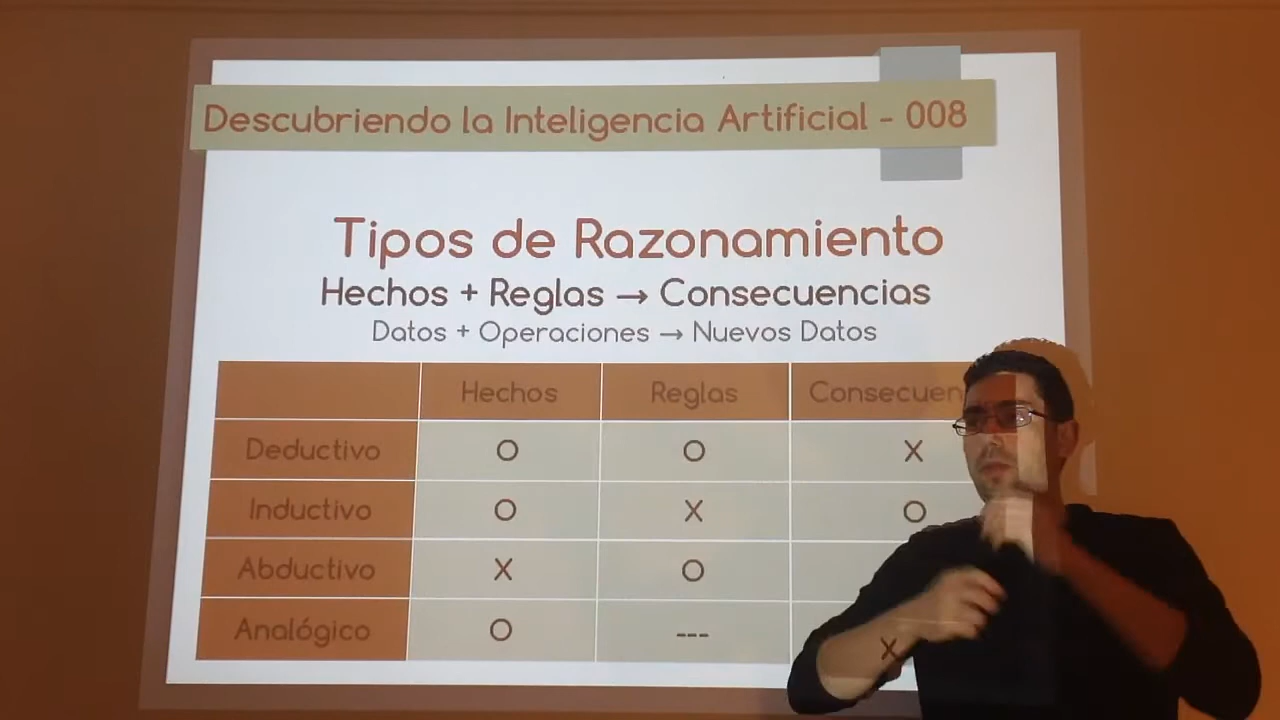 Descubriendo la Inteligencia Artificial - 008
Tipos de Razonamiento
Hechos + Reglas → Consecuencias
Datos + Operaciones → Nuevos Datos
Hechos Reglas Consecuen
Deductivo O O X
Inductivo O X O
Abductivo X O
Analógico O --- X